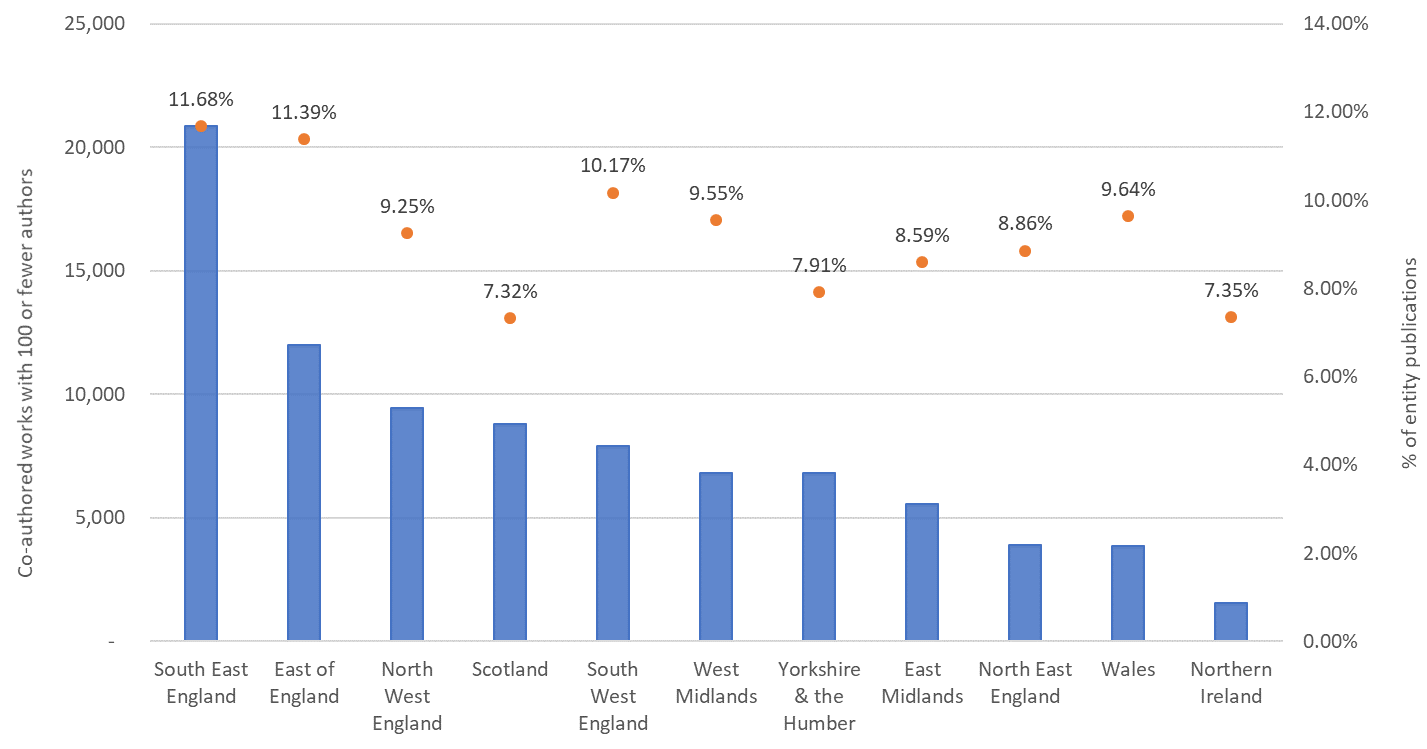 25,000
20,000
15,000
10,000
5,000
-
Co-authored works with 100 or fewer authors
14.00%
12.00%
10.00%
8.00%
6.00%
4.00%
2.00%
0.00%
% of entity publications
11.68%
11.39%
9.25%
7.32%
10.17%
9.55%
7.91%
8.59%
8.86%
9.64%
7.35%
South East
England
East of
England
North
West
England
Scotland
South
West
England
West
Midlands
Yorkshire
& the
Humber
East
Midlands
North East
England
Wales
Northern
Ireland